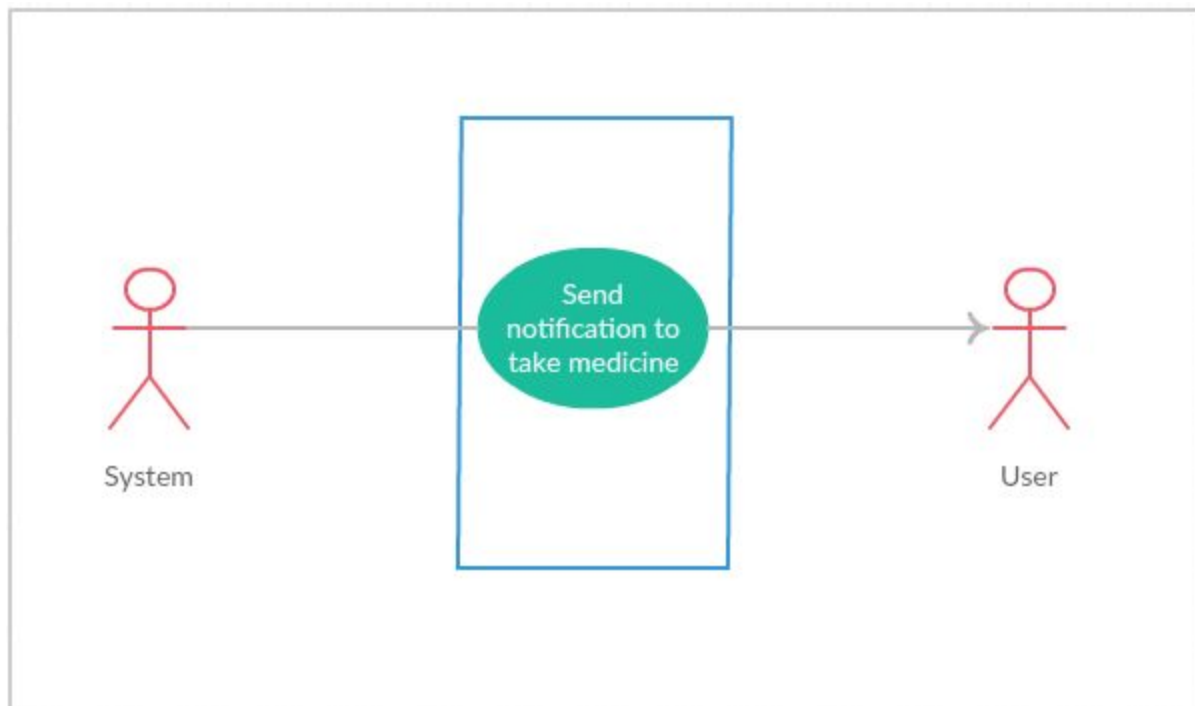 Send
notification to
take medicine
System
User